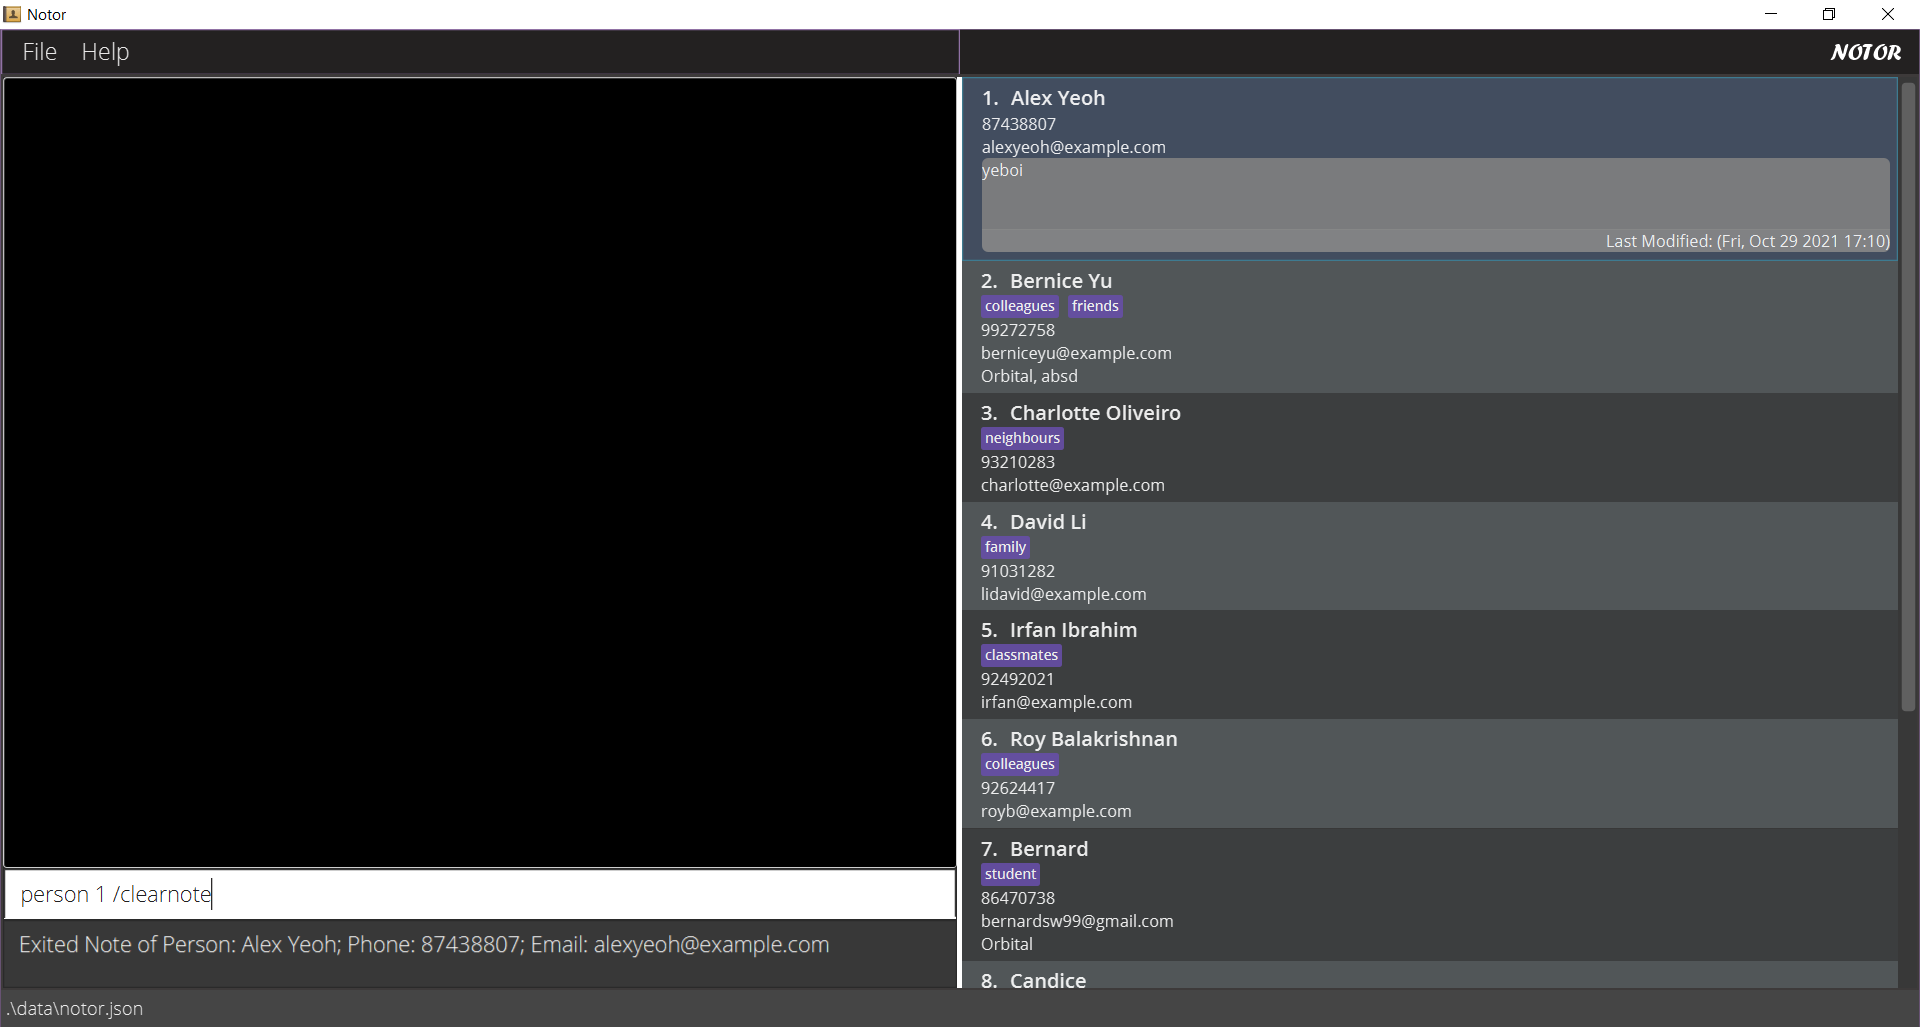 Notor
File Help
NOTOR
person 1 /clearnote
Exited Note of Person: Alex Yeoh; Phone: 87438807; Email: alexyeoh@example.com
1. Alex Yeoh
87438807
alexyeoh@example.com
yeboi
Last Modified: (Fri, Oct 29 2021 17:10)
2. Bernice Yu
colleagues friends
99272758
berniceyu@example.com
Orbital, absd
3. Charlotte Oliveiro
neighbours
93210283
charlotte@example.com
4. David Li
family
91031282
lidavid@example.com
5. Irfan Ibrahim
classmates
92492021
irfan@example.com
6. Roy Balakrishnan
colleagues
92624417
royb@example.com
7. Bernard
student
86470738
bernardsw99@gmail.com
Orbital
8. Candice
.\data\notor.json